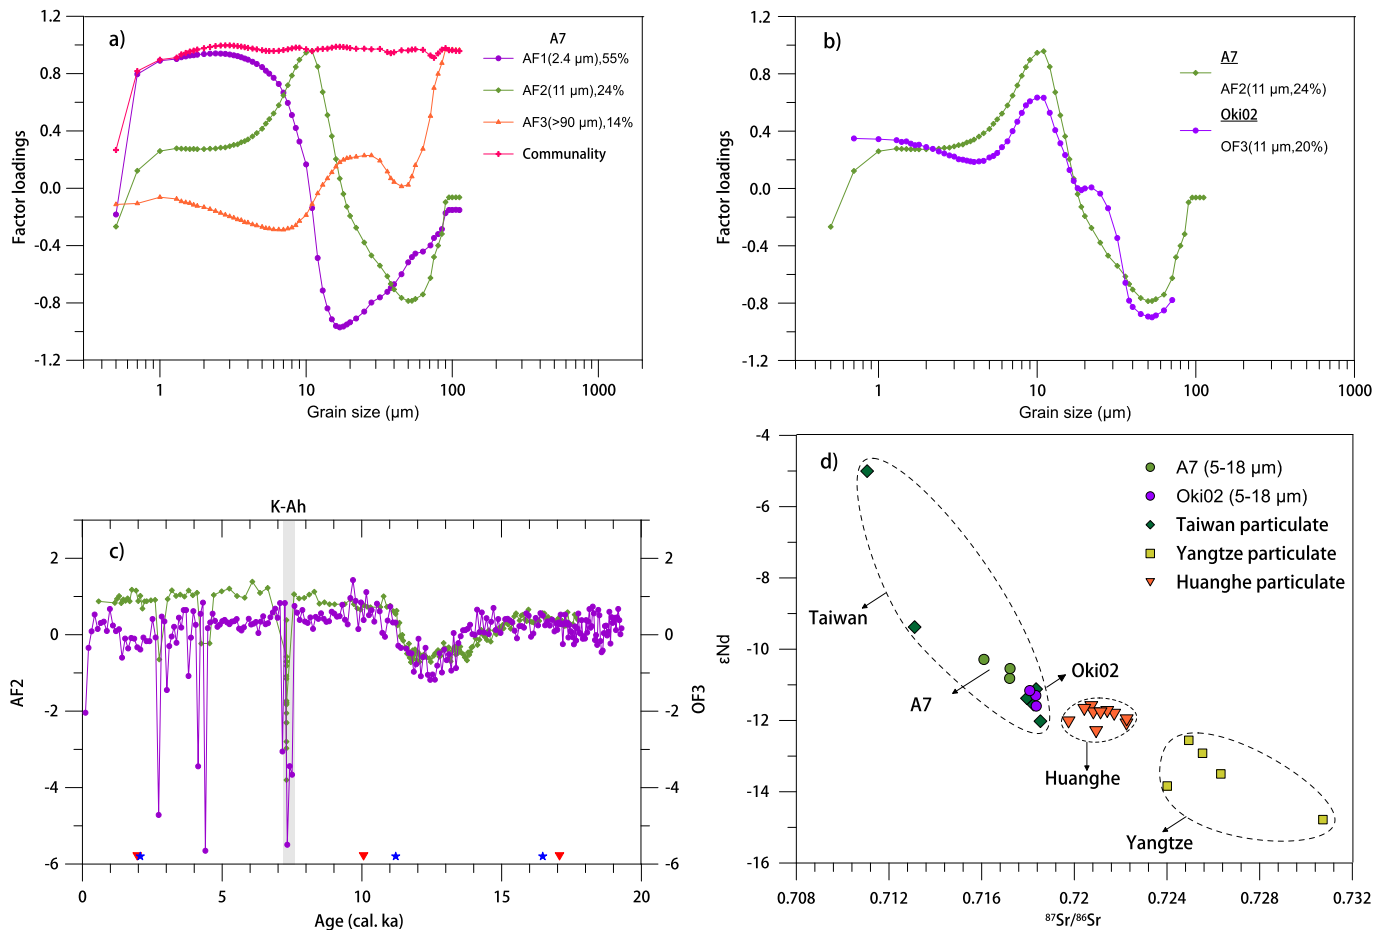 a)
A7
AF1(2.4 μm),55%
AF2(11 μm),24%
AF3(>90 μm),14%
Communality
1.2
0.8
0.4
0.0
-0.4
-0.8
-1.2
Factor loadings
1 10 100 1000
Grain size (μm)
b)
A7
AF2(11 μm,24%)
Oki02
OF3(11 μm,20%)
1.2
0.8
0.4
0.0
-0.4
-0.8
-1.2
Factor loadings
1 10 100 1000
Grain size (μm)
K-Ah
c)
2
0
-2
-4
-6
AF2
2
0
-2
-4
-6
OF3
0 5 10 15 20
Age (cal. ka)
d)
A7 (5-18 μm)
Oki02 (5-18 μm)
Taiwan particulate
Yangtze particulate
Huanghe particulate
Taiwan
A7
Oki02
Huanghe
Yangtze
-4
-6
-8
-10
-12
-14
-16
εNd
0.708 0.712 0.716 0.72 0.724 0.728 0.732
⁸⁷Sr/⁸⁶Sr